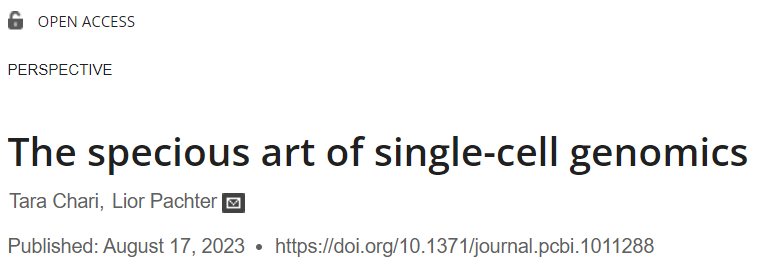 OPEN ACCESS
PERSPECTIVE
The specious art of single-cell genomics
Tara Chari, Lior Pachter
Published: August 17, 2023 • https://doi.org/10.1371/journal.pcbi.1011288